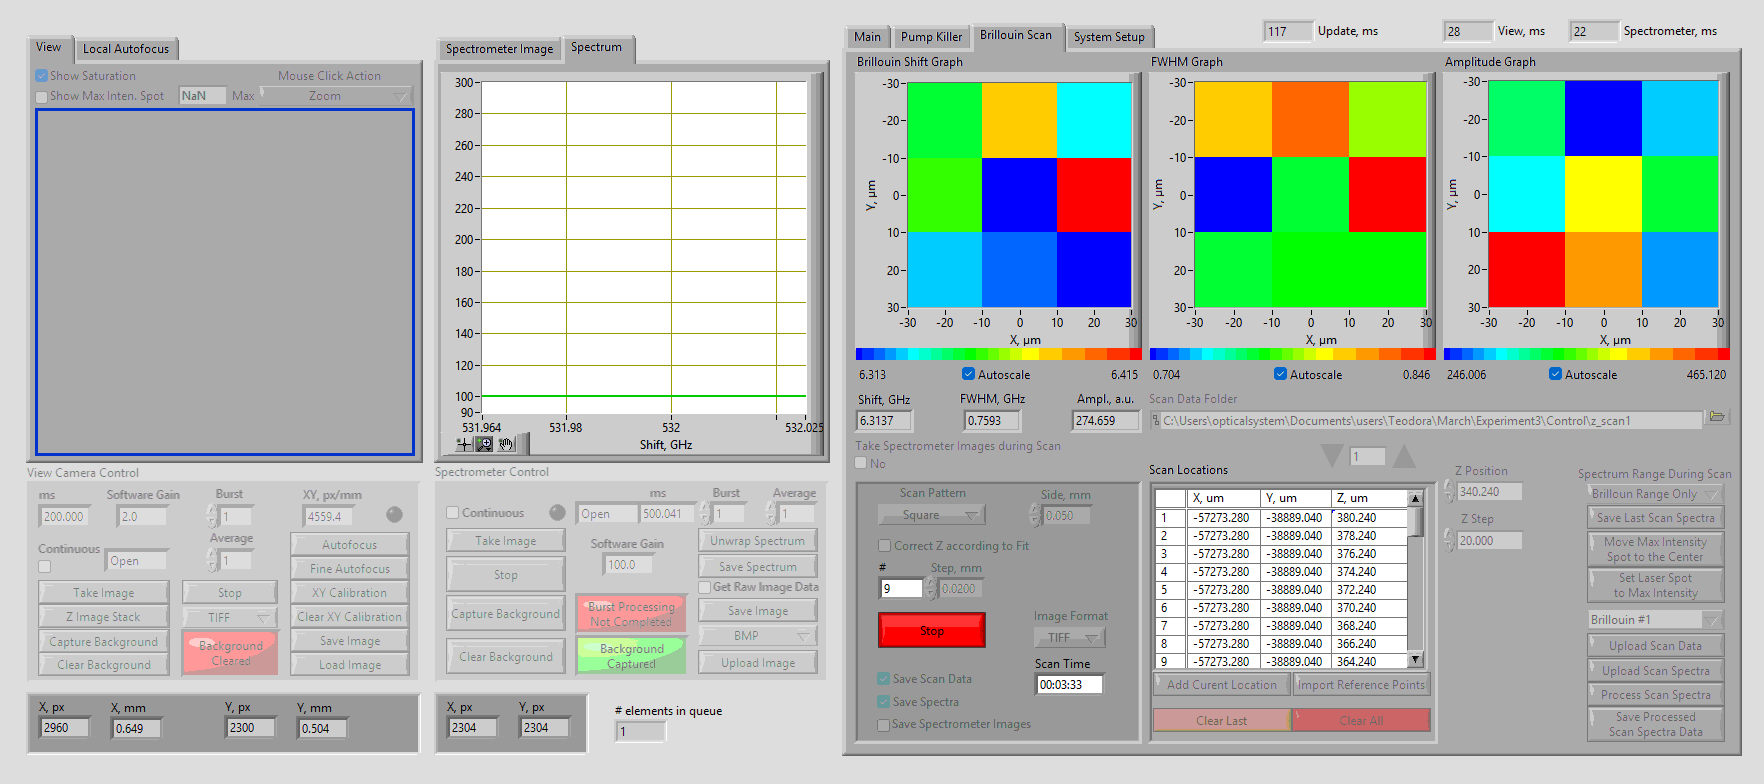 View
Local Autofocus
Show Saturation
Mouse Click Action
Show Max Inten. Spot
NaN
Max
Zoom
View Camera Control
ms
Software Gain
Burst
XY, px/mm
200.000
2.0
1
4559.4
Average
Continuous
Open
1
Autofocus
Fine Autofocus
Take Image
Stop
XY Calibration
Z Image Stack
TIFF
Clear XY Calibration
Capture Background
Background
Cleared
Save Image
Clear Background
Load Image
X, px
X, mm
Y, px
Y, mm
2960
0.649
2300
0.504
Spectrometer Image
Spectrum
300
280
260
240
220
200
180
160
140
120
100
90
531.964
531.98
532
532.025
Shift, GHz
Spectrometer Control
ms
Burst
Average
Continuous
Open
500.041
1
1
Take Image
Software Gain
Unwrap Spectrum
Stop
100.0
Save Spectrum
Get Raw Image Data
Capture Background
Burst Processing
Not Completed
Save Image
BMP
Clear Background
Background
Captured
Upload Image
X, px
Y, px
2304
2304
# elements in queue
1
117
Update, ms
28
View, ms
22
Spectrometer, ms
Main
Pump Killer
Brillouin Scan
System Setup
Brillouin Shift Graph
FWHM Graph
Amplitude Graph
-30
-20
-10
0
10
20
30
Y, µm
-30
-20
-10
0
10
20
30
X, µm
-30
-20
-10
0
10
20
30
Y, µm
-30
-20
-10
0
10
20
30
X, µm
-30
-20
-10
0
10
20
30
Y, µm
-30
-20
-10
0
10
20
30
X, µm
6.313
Autoscale
6.415
0.704
Autoscale
0.846
246.006
Autoscale
465.120
Shift, GHz
FWHM, GHz
Ampl., a.u.
Scan Data Folder
6.3137
0.7593
274.659
C:\Users\opticalsystem\Documents\users\Teodora\March\Experiment3\Control\z_scan1
Take Spectrometer Images during Scan
No
1
Scan Pattern
Side, mm
Square
0.050
Correct Z according to Fit
#
Step, mm
9
0.0200
Stop
Image Format
TIFF
Scan Time
00:03:33
Save Scan Data
Save Spectra
Save Spectrometer Images
Scan Locations
X, um Y, um Z, um
1 -57273.280 -38889.040 380.240
2 -57273.280 -38889.040 378.240
3 -57273.280 -38889.040 376.240
4 -57273.280 -38889.040 374.240
5 -57273.280 -38889.040 372.240
6 -57273.280 -38889.040 370.240
7 -57273.280 -38889.040 368.240
8 -57273.280 -38889.040 366.240
9 -57273.280 -38889.040 364.240
Add Curent Location
Import Reference Points
Clear Last
Clear All
Z Position
340.240
Z Step
20.000
Spectrum Range During Scan
Brilloun Range Only
Save Last Scan Spectra
Move Max Intensity
Spot to the Center
Set Laser Spot
to Max Intensity
Brillouin #1
Upload Scan Data
Upload Scan Spectra
Process Scan Spectra
Save Processed
Scan Spectra Data